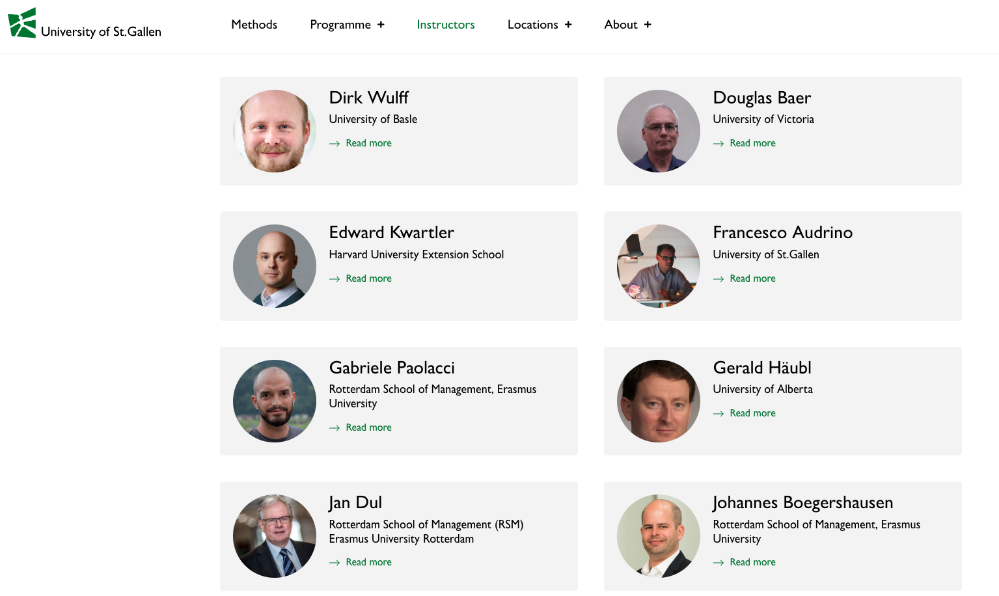 University of St.Gallen
Methods
Programme +
Instructors
Locations +
About +
Dirk Wulff
University of Basle
→ Read more
Douglas Baer
University of Victoria
→ Read more
Edward Kwartler
Harvard University Extension School
→ Read more
Francesco Audrino
University of St.Gallen
→ Read more
Gabriele Paolacci
Rotterdam School of Management, Erasmus
University
→ Read more
Gerald Häubl
University of Alberta
→ Read more
Jan Dul
Rotterdam School of Management (RSM)
Erasmus University Rotterdam
→ Read more
Johannes Boegershausen
Rotterdam School of Management, Erasmus
University
→ Read more